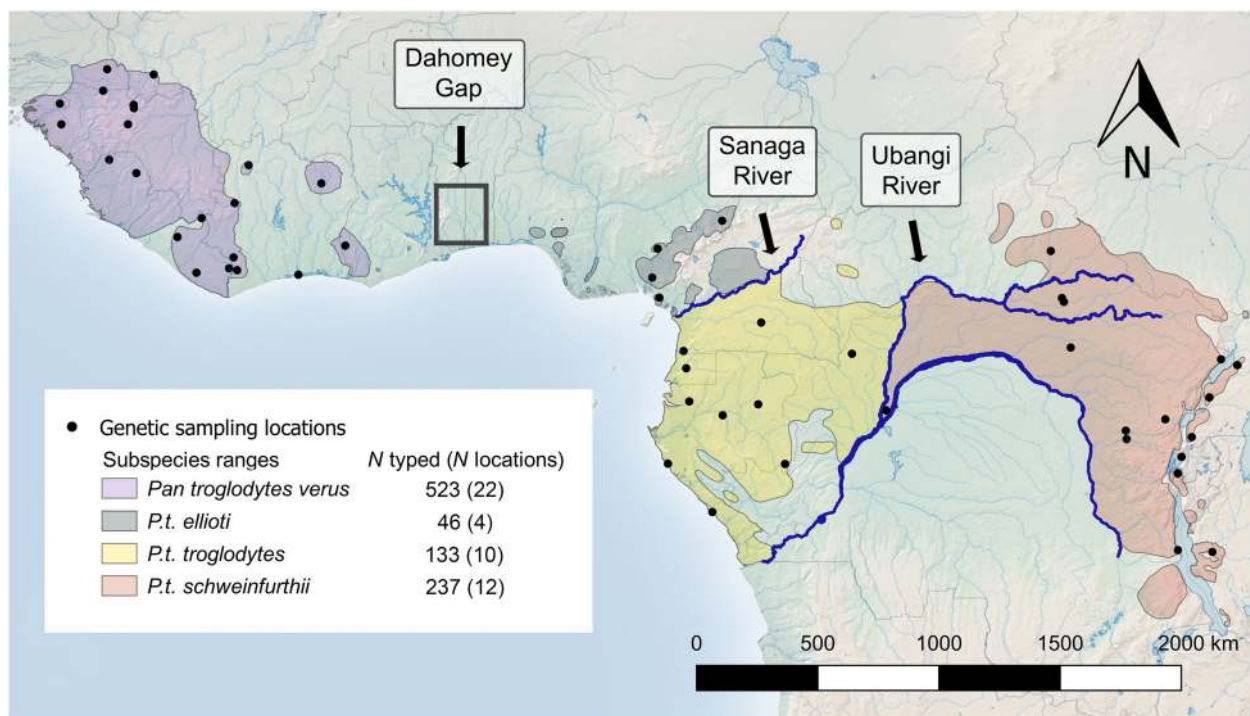 Dahomey
Gap
Sanaga
River
Ubangi
River
N
Genetic sampling locations
Subspecies ranges N typed (N locations)
Pan troglodytes verus 523 (22)
P.t. ellioti 46 (4)
P.t. troglodytes 133 (10)
P.t. schweinfurthii 237 (12)
0 500 1000 1500 2000 km